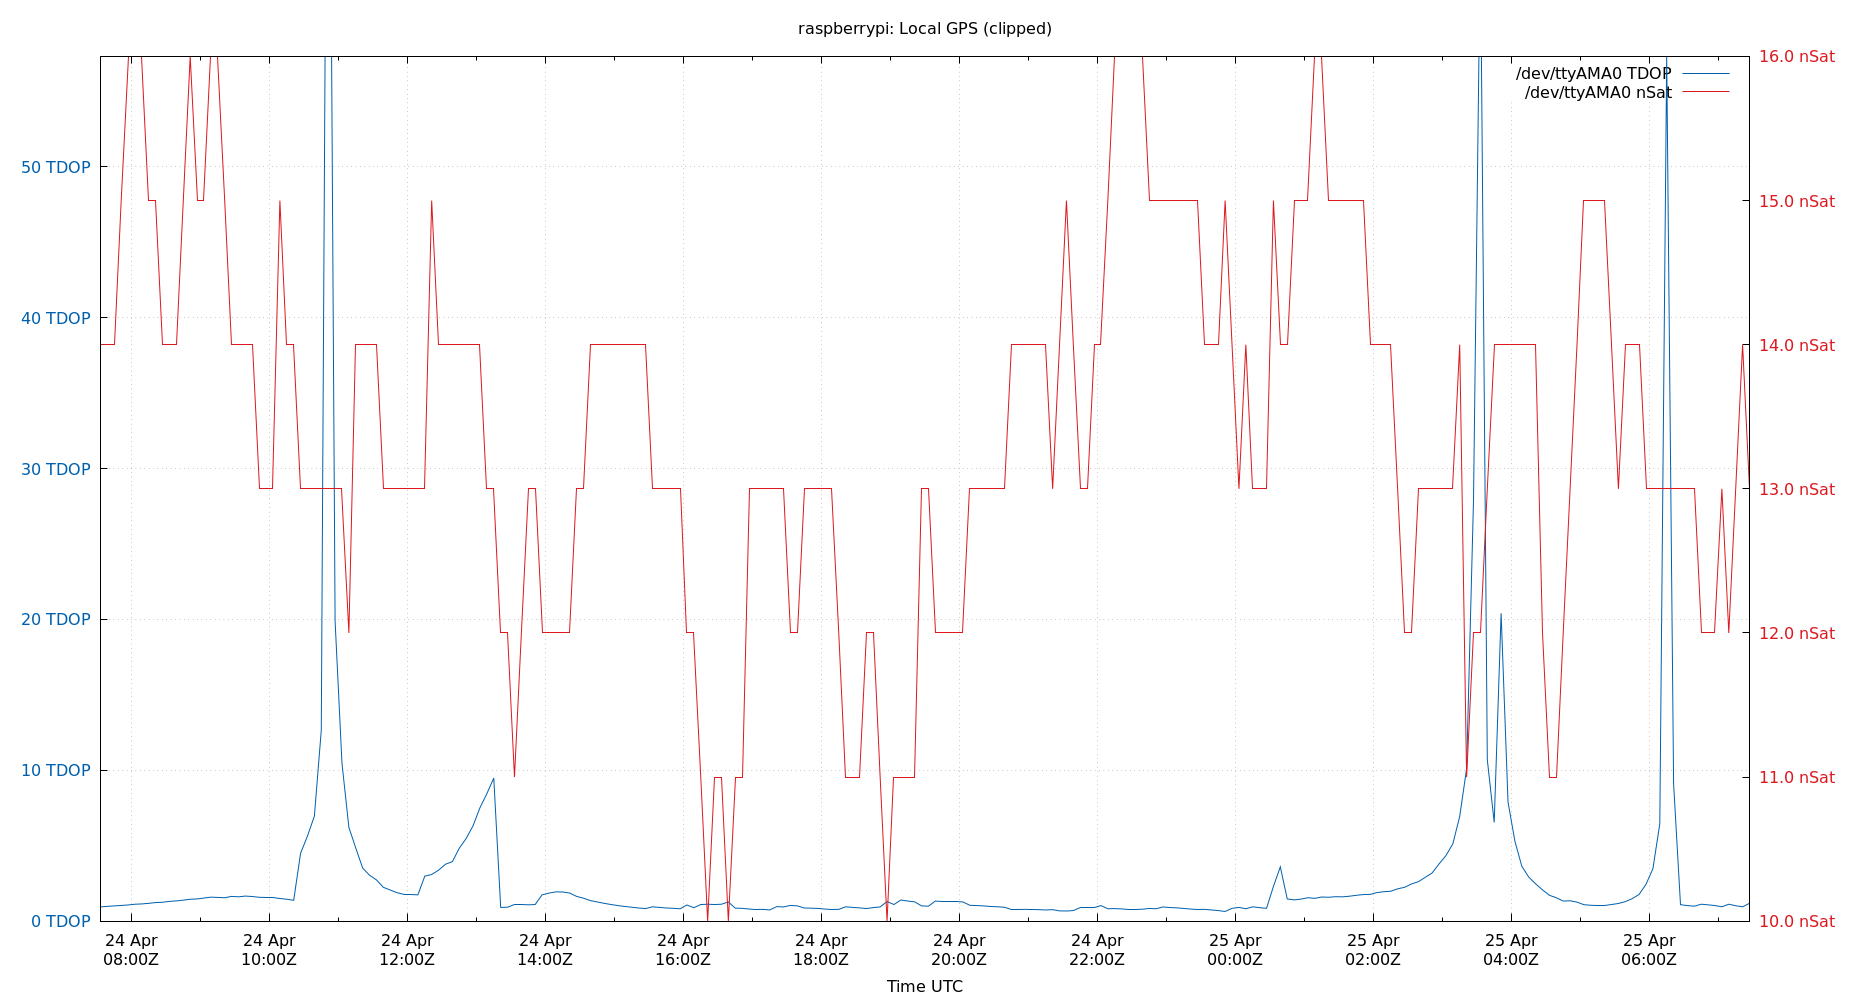 raspberrypi: Local GPS (clipped)
16.0 nSat
/dev/ttyAMA0 TDOP
/dev/ttyAMA0 nSat
50 TDOP
15.0 nSat
40 TDOP
14.0 nSat
30 TDOP
13.0 nSat
20 TDOP
12.0 nSat
10 TDOP
11.0 nSat
0 TDOP
10.0 nSat
24 Apr 24 Apr 24 Apr 24 Apr 24 Apr 24 Apr 24 Apr 24 Apr 25 Apr 25 Apr 25 Apr 25 Apr
08:00Z 10:00Z 12:00Z 14:00Z 16:00Z 18:00Z 20:00Z 22:00Z 00:00Z 02:00Z 04:00Z 06:00Z
Time UTC